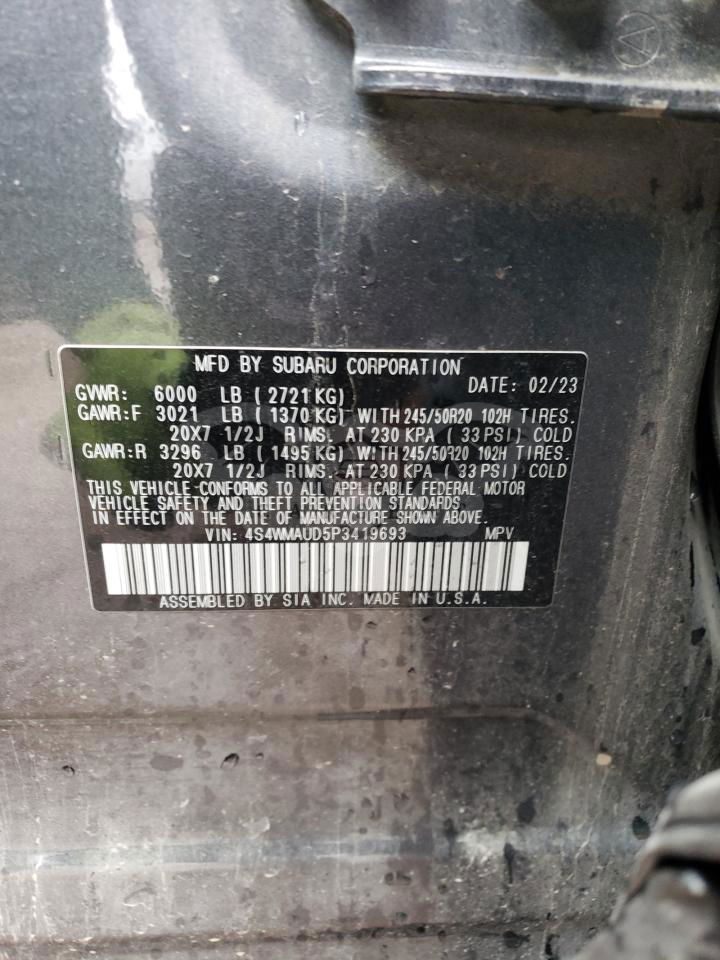 MFD BY SUBARU CORPORATION
DATE: 02/23
GVWR: 6000 LB ( 2721 KG)
GAWR:F 3021 LB ( 1370 KG) WITH 245/50R20 102H TIRES.
20X7 1/2J RIMS. AT 230 KPA ( 33 PSI) COLD
GAWR:R 3296 LB ( 1495 KG) WITH 245/50R20 102H TIRES.
20X7 1/2J RIMS. AT 230 KPA ( 33 PSI) COLD
THIS VEHICLE CONFORMS TO ALL APPLICABLE FEDERAL MOTOR
VEHICLE SAFETY AND THEFT PREVENTION STANDARDS
IN EFFECT ON THE DATE OF MANUFACTURE SHOWN ABOVE.
VIN: 4S4WMAUD5P3419693 MPV
ASSEMBLED BY SIA INC. MADE IN U.S.A.